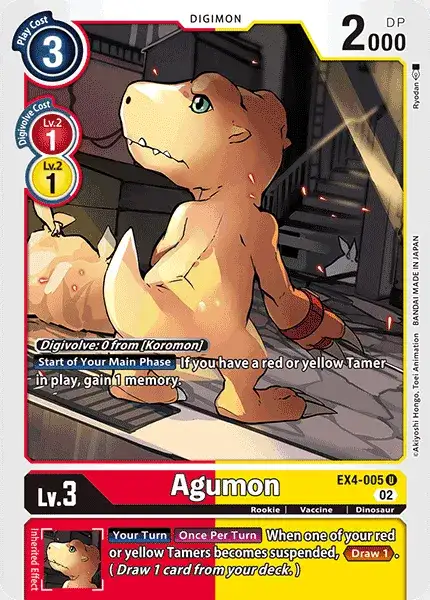 DIGIMON
Play Cost
3
DP
2000
Digivolve Cost
Lv.2
1
Lv.2
1
Ryodan
©Akiyoshi Hongo, Toei Animation BANDAI MADE IN JAPAN
Digivolve: 0 from [Koromon]
Start of Your Main Phase If you have a red or yellow Tamer
in play, gain 1 memory.
Lv.3
Agumon
EX4-005 U
02
Rookie | Vaccine | Dinosaur
Inherited Effect
Your Turn Once Per Turn When one of your red
or yellow Tamers becomes suspended, Draw 1.
(Draw 1 card from your deck.)